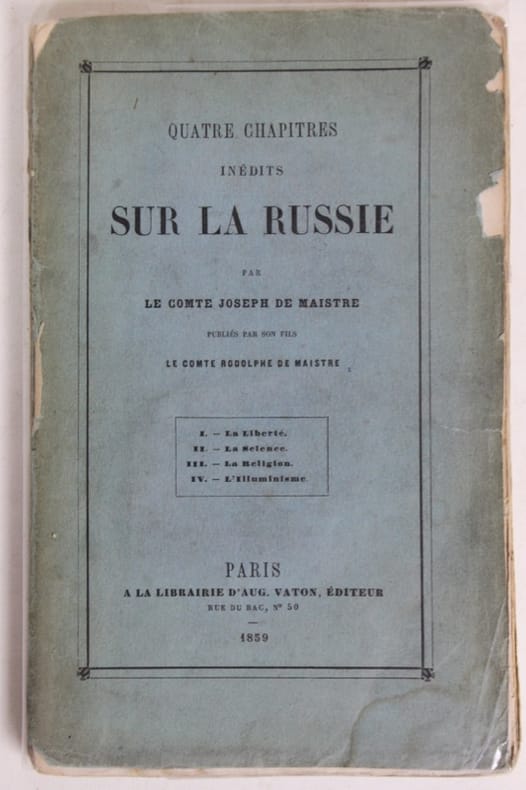 QUATRE CHAPITRES
INÉDITS
SUR LA RUSSIE
PAR
LE COMTE JOSEPH DE MAISTRE
PUBLIÉS PAR SON FILS
LE COMTE RODOLPHE DE MAISTRE
I. — La Liberté.
II. — La Science.
III. — La Religion.
IV. — L'Illuminisme.
PARIS
A LA LIBRAIRIE D'AUG. VATON, ÉDITEUR
RUE DU BAC, Nº 50
—
1859